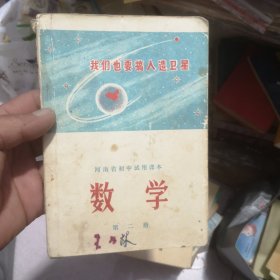 我们也要搞人造卫星
河南省初中试用课本
数学
第二册